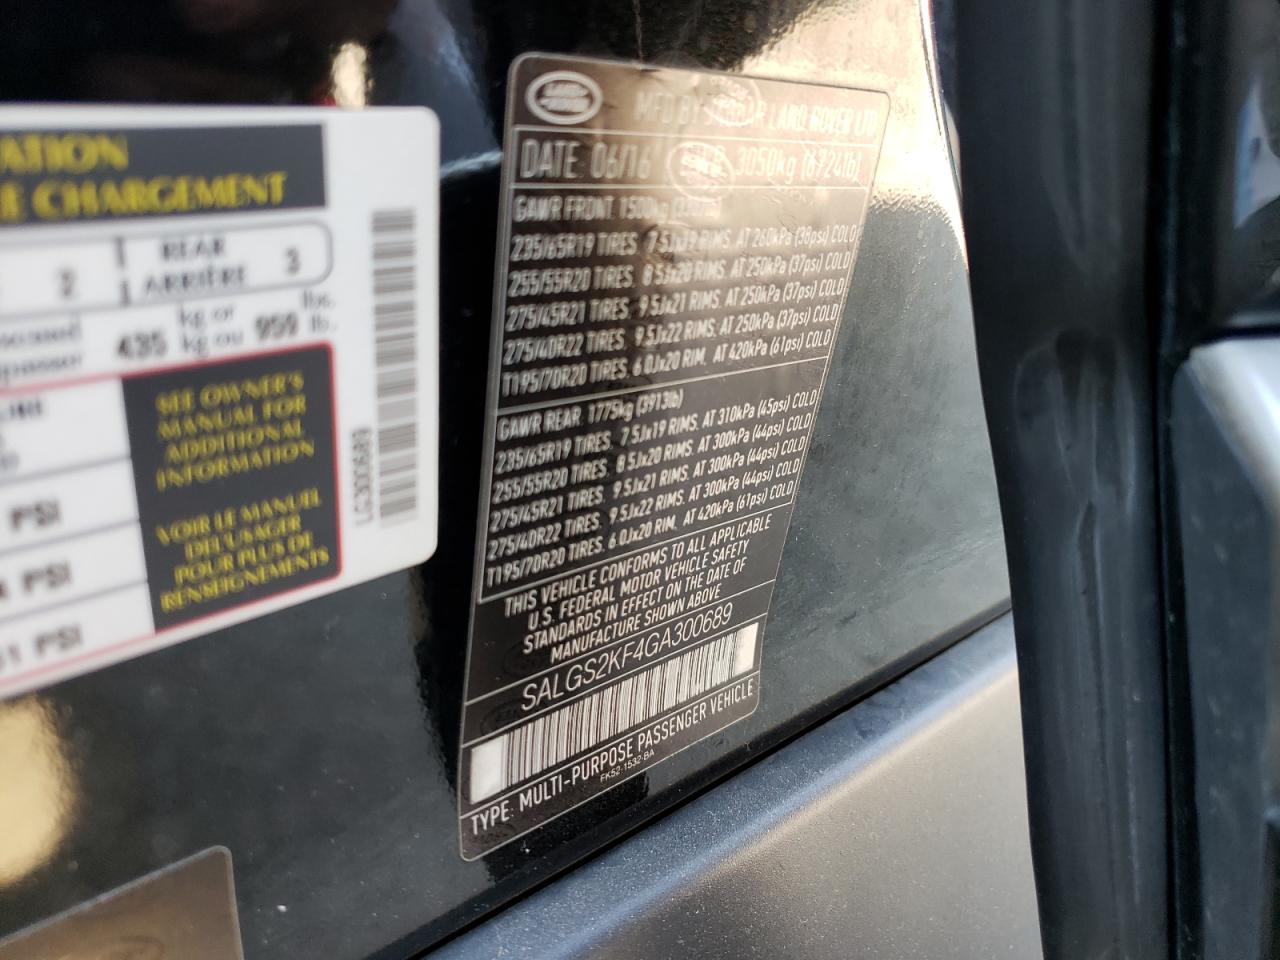 ATION
E CHARGEMENT
2 REAR ARRIÈRE 3
435 kg or kg ou 959 lbs. lb.
SEE OWNER'S
MANUAL FOR
ADDITIONAL
INFORMATION
VOIR LE MANUEL
DE L'USAGER
POUR PLUS DE
RENSEIGNEMENTS
PSI
PSI
PSI
LG300689
LAND ROVER
MFD BY JAGUAR LAND ROVER LTD
DATE: 06/16 3050kg (6724lb)
GAWR FRONT 1500kg
235/65R19 TIRES. 7.5Jx19 RIMS. AT 260kPa (38psi) COLD
255/55R20 TIRES. 8.5Jx20 RIMS. AT 250kPa (37psi) COLD
275/45R21 TIRES. 9.5Jx21 RIMS. AT 250kPa (37psi) COLD
275/40R22 TIRES. 9.5Jx22 RIMS. AT 250kPa (37psi) COLD
T195/70R20 TIRES. 6.0Jx20 RIM. AT 420kPa (61psi) COLD
GAWR REAR 1775kg (3913lb)
235/65R19 TIRES. 7.5Jx19 RIMS. AT 310kPa (45psi) COLD
255/55R20 TIRES. 8.5Jx20 RIMS. AT 300kPa (44psi) COLD
275/45R21 TIRES. 9.5Jx21 RIMS. AT 300kPa (44psi) COLD
275/40R22 TIRES. 9.5Jx22 RIMS. AT 300kPa (44psi) COLD
T195/70R20 TIRES. 6.0Jx20 RIM. AT 420kPa (61psi) COLD
THIS VEHICLE CONFORMS TO ALL APPLICABLE
U.S. FEDERAL MOTOR VEHICLE SAFETY
STANDARDS IN EFFECT ON THE DATE OF
MANUFACTURE SHOWN ABOVE
SALGS2KF4GA300689
TYPE: MULTI-PURPOSE PASSENGER VEHICLE
FK52-1532-BA